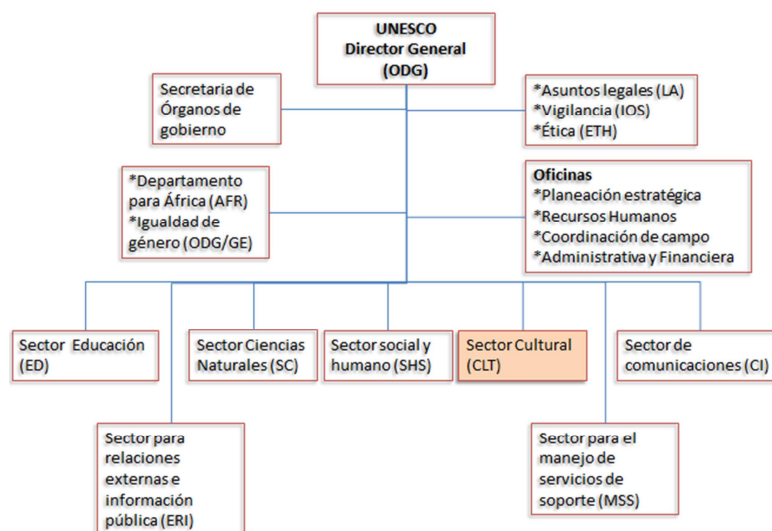 UNESCO
Director General
(ODG)
Secretaria de
Órganos de
gobierno
*Asuntos legales (LA)
*Vigilancia (IOS)
*Ética (ETH)
*Departamento
para África (AFR)
*Igualdad de
género (ODG/GE)
Oficinas
*Planeación estratégica
*Recursos Humanos
*Coordinación de campo
*Administrativa y Financiera
Sector Educación
(ED)
Sector Ciencias
Naturales (SC)
Sector social y
humano (SHS)
Sector Cultural
(CLT)
Sector de
comunicaciones (CI)
Sector para
relaciones
externas e
información
pública (ERI)
Sector para el
manejo de
servicios de
soporte (MSS)